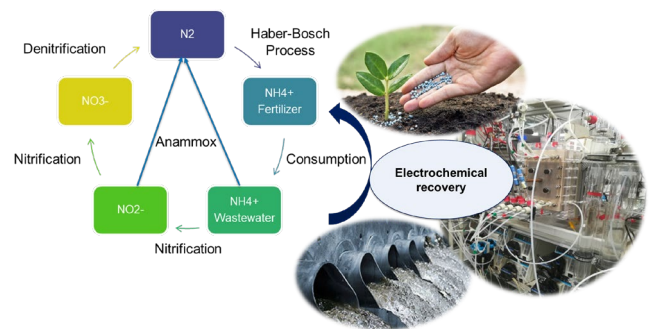 N2
Denitrification
Haber-Bosch
Process
NO3-
NH4+
Fertilizer
Nitrification
Anammox
Consumption
Electrochemical
recovery
NO2-
NH4+
Wastewater
Nitrification